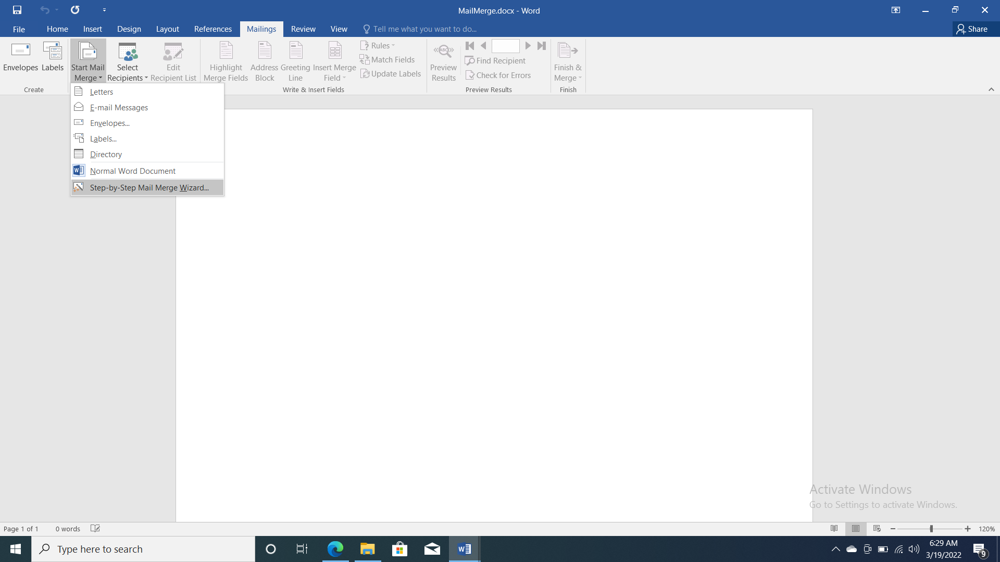 MailMerge.docx - Word
File Home Insert Design Layout References Mailings Review View Tell me what you want to do... Share
Envelopes Labels Start Mail Merge Select Recipients Edit Recipient List Highlight Merge Fields Address Block Greeting Line Insert Merge Field Rules Match Fields Update Labels ABC Preview Results Find Recipient Check for Errors Finish & Merge
Create Write & Insert Fields Preview Results Finish
Letters
E-mail Messages
Envelopes...
Labels...
Directory
Normal Word Document
Step-by-Step Mail Merge Wizard...
Activate Windows
Go to Settings to activate Windows.
Page 1 of 1 0 words 120%
Type here to search
6:29 AM
3/19/2022
9